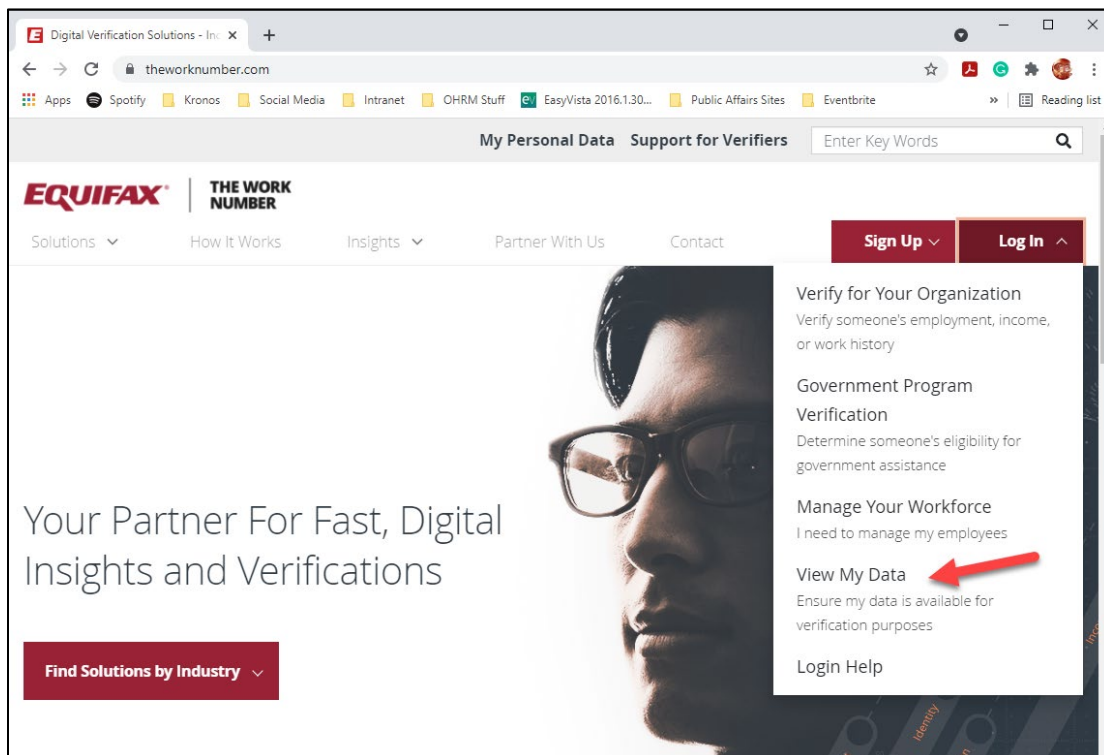 Digital Verification Solutions - Inc
theworknumber.com
Apps Spotify Kronos Social Media Intranet OHRM Stuff EasyVista 2016.1.30... Public Affairs Sites Eventbrite » Reading list
My Personal Data Support for Verifiers Enter Key Words
EQUIFAX® THE WORK
NUMBER
Solutions How It Works Insights Partner With Us Contact Sign Up Log In
Verify for Your Organization
Verify someone's employment, income,
or work history
Government Program
Verification
Determine someone's eligibility for
government assistance
Manage Your Workforce
I need to manage my employees
View My Data
Ensure my data is available for
verification purposes
Login Help
Your Partner For Fast, Digital
Insights and Verifications
Find Solutions by Industry
Identity